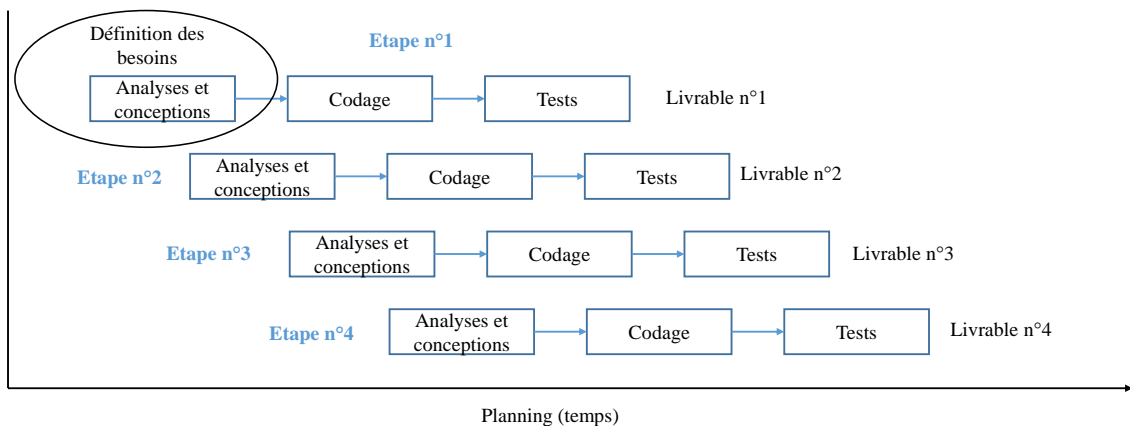 Définition des
besoins
Etape n°1
Analyses et
conceptions
Codage
Tests
Livrable n°1
Etape n°2
Analyses et
conceptions
Codage
Tests
Livrable n°2
Etape n°3
Analyses et
conceptions
Codage
Tests
Livrable n°3
Etape n°4
Analyses et
conceptions
Codage
Tests
Livrable n°4
Planning (temps)